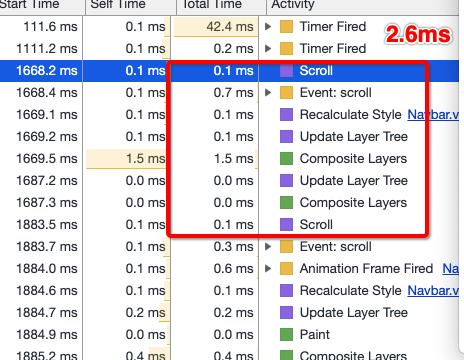 Start Time Self Time Total Time Activity
111.6 ms 0.1 ms 42.4 ms Timer Fired
2.6ms
1111.2 ms 0.1 ms 0.2 ms Timer Fired
1668.2 ms 0.1 ms 0.1 ms Scroll
1668.4 ms 0.1 ms 0.7 ms Event: scroll
1669.1 ms 0.1 ms 0.1 ms Recalculate Style Navbar.v
1669.2 ms 0.1 ms 0.1 ms Update Layer Tree
1669.5 ms 1.5 ms 1.5 ms Composite Layers
1687.2 ms 0.0 ms 0.0 ms Update Layer Tree
1687.3 ms 0.0 ms 0.0 ms Composite Layers
1883.5 ms 0.1 ms 0.1 ms Scroll
1883.7 ms 0.1 ms 0.3 ms Event: scroll
1884.0 ms 0.1 ms 0.6 ms Animation Frame Fired Na
1884.6 ms 0.1 ms 0.1 ms Recalculate Style Navbar.v
1884.7 ms 0.2 ms 0.2 ms Update Layer Tree
1884.9 ms 0.0 ms 0.0 ms Paint
1885.2 ms 0.4 ms 0.4 ms Composite Layers